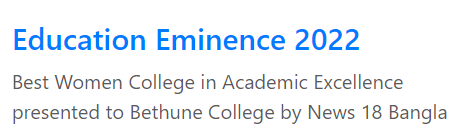 Education Eminence 2022
Best Women College in Academic Excellence
presented to Bethune College by News 18 Bangla